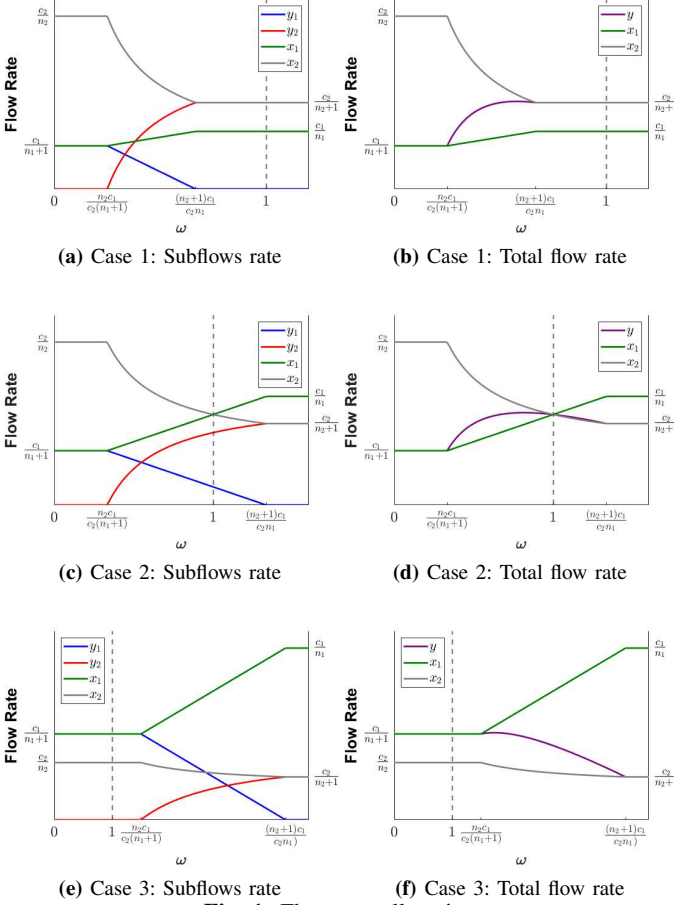 c₂/n₂
Flow Rate
c₁/(n₁+1)
y₁
y₂
x₁
x₂
c₂/(n₂+1)
c₁/n₁
0
n₂c₁/(c₂(n₁+1))
(n₂+1)c₁/(c₂n₁)
1
ω
(a) Case 1: Subflows rate
c₂/n₂
Flow Rate
c₁/(n₁+1)
y
x₁
x₂
c₂/(n₂+
c₁/n₁
0
n₂c₁/(c₂(n₁+1))
(n₂+1)c₁/(c₂n₁)
1
ω
(b) Case 1: Total flow rate
c₂/n₂
Flow Rate
c₁/(n₁+1)
y₁
y₂
x₁
x₂
c₁/n₁
c₂/(n₂+1)
0
n₂c₁/(c₂(n₁+1))
1
(n₂+1)c₁/(c₂n₁)
ω
(c) Case 2: Subflows rate
c₂/n₂
Flow Rate
c₁/(n₁+1)
y
x₁
x₂
c₁/n₁
c₂/(n₂+
0
n₂c₁/(c₂(n₁+1))
1
(n₂+1)c₁/(c₂n₁)
ω
(d) Case 2: Total flow rate
y₁
y₂
x₁
x₂
Flow Rate
c₁/(n₁+1)
c₂/n₂
c₁/n₁
c₂/(n₂+1)
0
1
n₂c₁/(c₂(n₁+1))
(n₂+1)c₁/(c₂n₁)
ω
(e) Case 3: Subflows rate
y
x₁
x₂
Flow Rate
c₁/(n₁+1)
c₂/n₂
c₁/n₁
c₂/(n₂+
0
1
n₂c₁/(c₂(n₁+1))
(n₂+1)c₁/(c₂n₁)
ω
(f) Case 3: Total flow rate